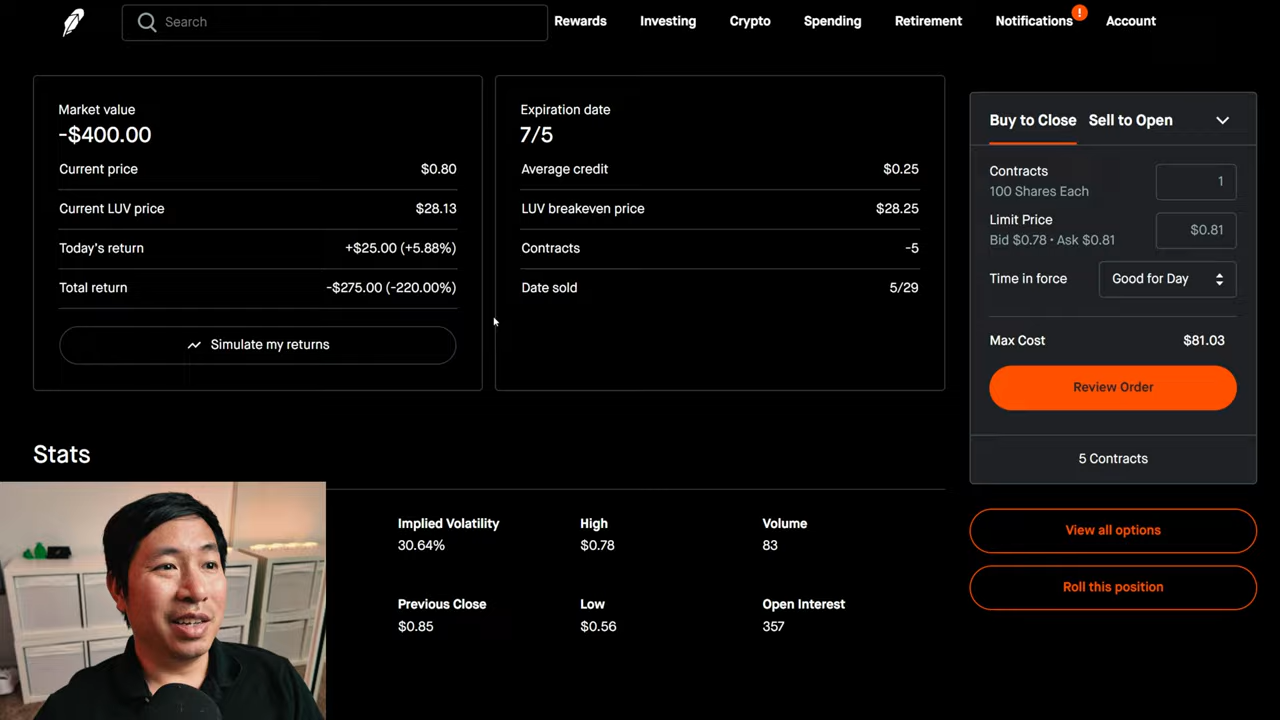 Search
Rewards
Investing
Crypto
Spending
Retirement
Notifications
!
Account
Market value
-$400.00
Current price $0.80
Current LUV price $28.13
Today's return +$25.00 (+5.88%)
Total return -$275.00 (-220.00%)
Simulate my returns
Expiration date
7/5
Average credit $0.25
LUV breakeven price $28.25
Contracts -5
Date sold 5/29
Buy to Close Sell to Open
Contracts
100 Shares Each
1
Limit Price
Bid $0.78 • Ask $0.81
$0.81
Time in force Good for Day
Max Cost $81.03
Review Order
5 Contracts
View all options
Roll this position
Stats
Implied Volatility
30.64%
High
$0.78
Volume
83
Previous Close
$0.85
Low
$0.56
Open Interest
357